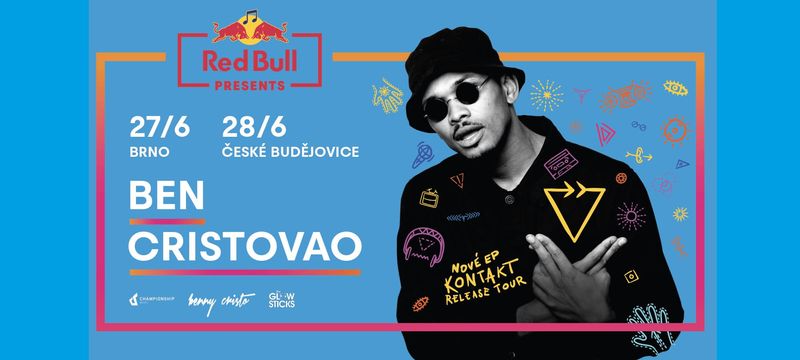 Red Bull
PRESENTS
27/6
BRNO
28/6
ČESKÉ BUDĚJOVICE
BEN
CRISTOVAO
CHAMPIONSHIP
benny cristo
GLOW
STICKS
NOVÉ EP
KONTAKT
RELEASE TOUR